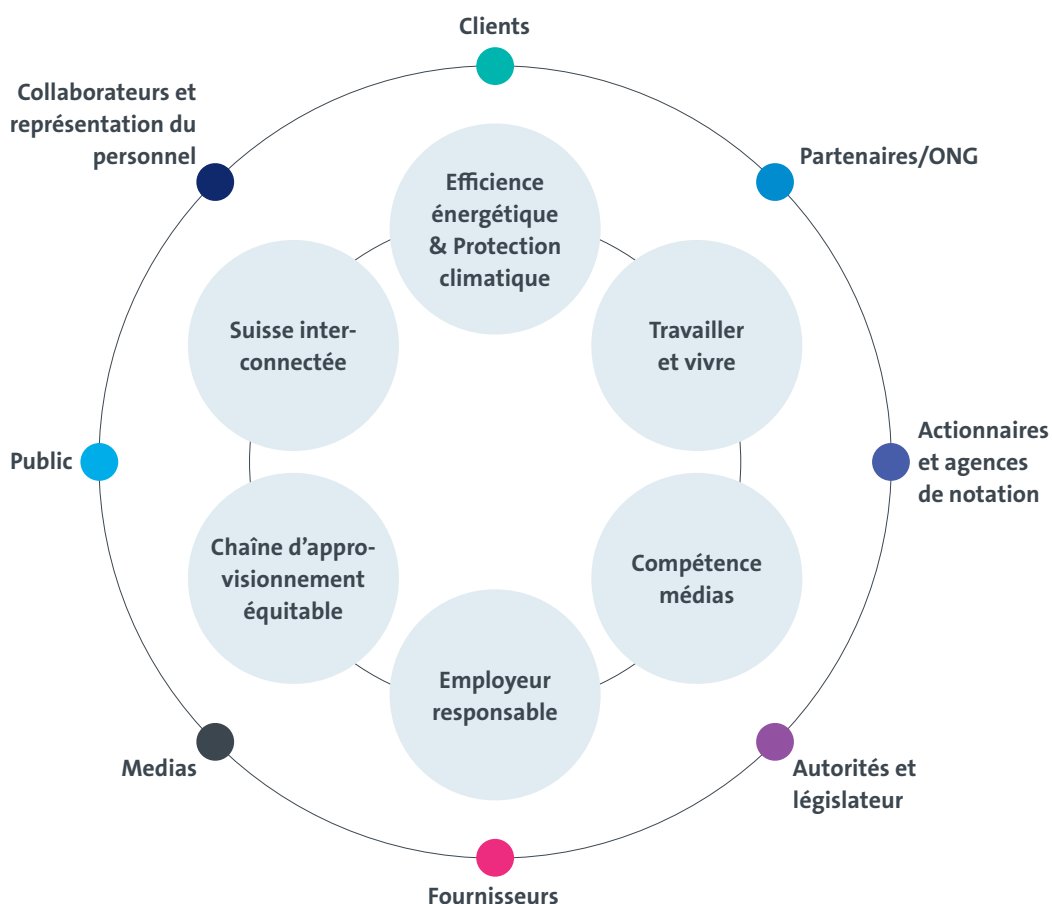 Clients
Collaborateurs et
représentation du
personnel
Partenaires/ONG
Efficience
énergétique
& Protection
climatique
Suisse inter-
connectée
Travailler
et vivre
Public
Actionnaires
et agences
de notation
Chaîne d’appro-
visionnement
équitable
Compétence
médias
Employeur
responsable
Medias
Autorités et
législateur
Fournisseurs